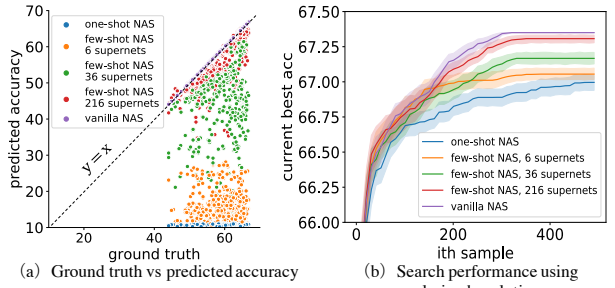 70
60
50
40
30
20
10
predicted accuracy
one-shot NAS
few-shot NAS
6 supernets
few-shot NAS
36 supernets
few-shot NAS
216 supernets
vanilla NAS
y = x
20
40
60
ground truth
(a) Ground truth vs predicted accuracy
67.50
67.25
67.00
66.75
66.50
66.25
66.00
current best acc
one-shot NAS
few-shot NAS, 6 supernets
few-shot NAS, 36 supernets
few-shot NAS, 216 supernets
vanilla NAS
0
200
400
ith sample
(b) Search performance using